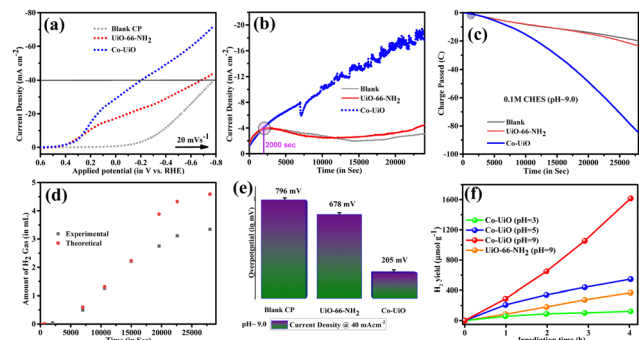 (a)
Blank CP
UiO-66-NH2
Co-UiO
20 mVs-1
Current Density (mA cm-2)
-80
-60
-40
-20
0
0.6 0.4 0.2 0.0 -0.2 -0.4 -0.6 -0.8
Applied potential (in V vs. RHE)
(b)
Blank
UiO-66-NH2
Co-UiO
2000 sec
Current Density (mA cm-2)
-20
-16
-12
-8
-4
0
0 5000 10000 15000 20000
Time (in Sec)
(c)
0.1M CHES (pH~9.0)
Blank
UiO-66-NH2
Co-UiO
Charge Passed (C)
0
-20
-40
-60
-80
-100
0 5000 10000 15000 20000 25000
Time (in Sec)
(d)
Experimental
Theoretical
Amount of H2 Gas (in mL)
5
4
3
2
1
0
0 5000 10000 15000 20000 25000
Time (in Sec)
(e)
796 mV
678 mV
205 mV
Overpotential (in mV)
Blank CP UiO-66-NH2 Co-UiO
pH~ 9.0 Current Density @ 40 mAcm-2
(f)
Co-UiO (pH=3)
Co-UiO (pH=5)
Co-UiO (pH=9)
UiO-66-NH2 (pH=9)
H2 yield (μmol g-1)
1600
1200
800
400
0
0 1 2 3 4
Irradiation time (h)